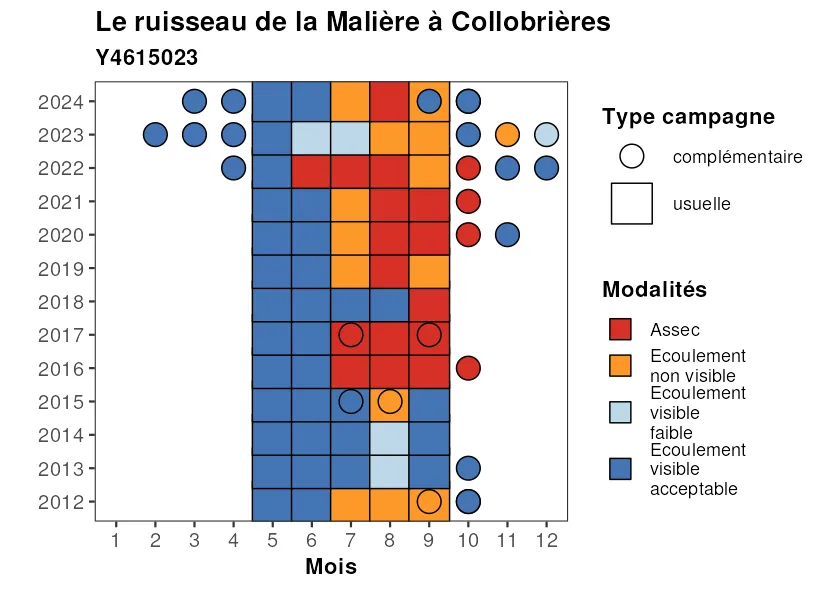 Le ruisseau de la Malière à Collobrières
Y4615023
2024
2023
2022
2021
2020
2019
2018
2017
2016
2015
2014
2013
2012
1 2 3 4 5 6 7 8 9 10 11 12
Mois
Type campagne
complémentaire
usuelle
Modalités
Assec
Ecoulement
non visible
Ecoulement
visible
faible
Ecoulement
visible
acceptable